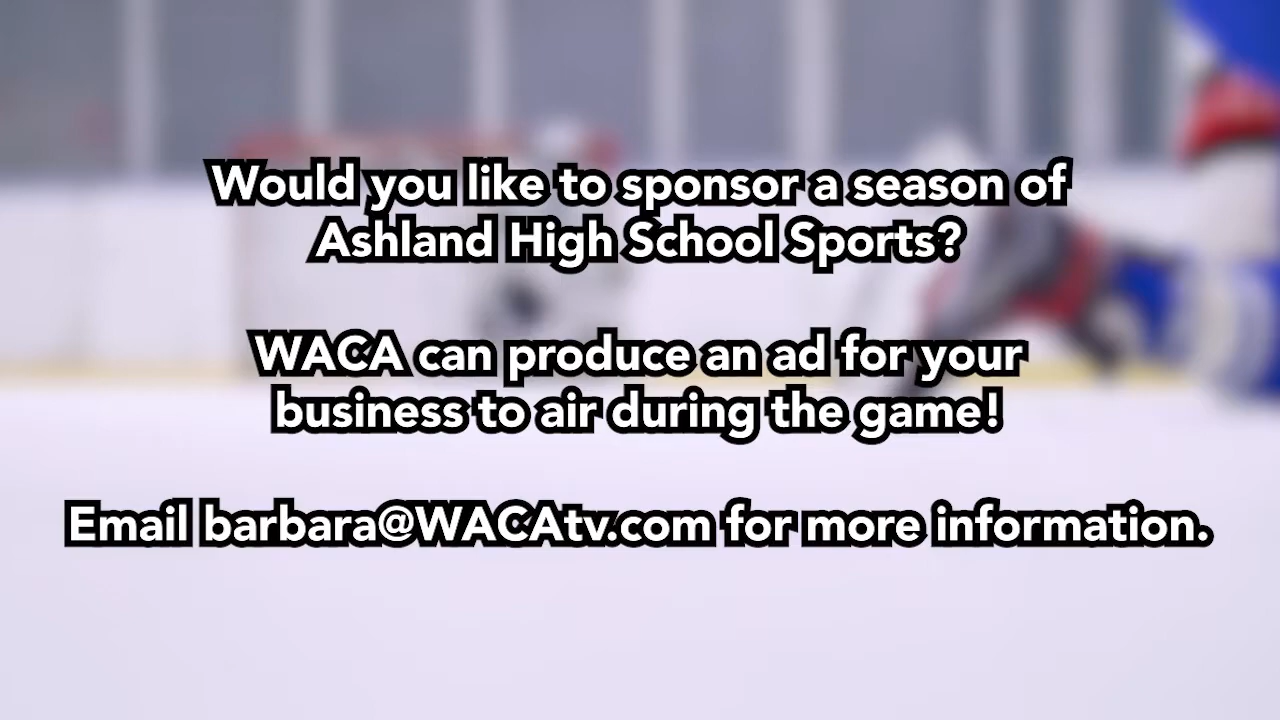 Would you like to sponsor a season of
Ashland High School Sports?
WACA can produce an ad for your
business to air during the game!
Email barbara@WACAtv.com for more information.